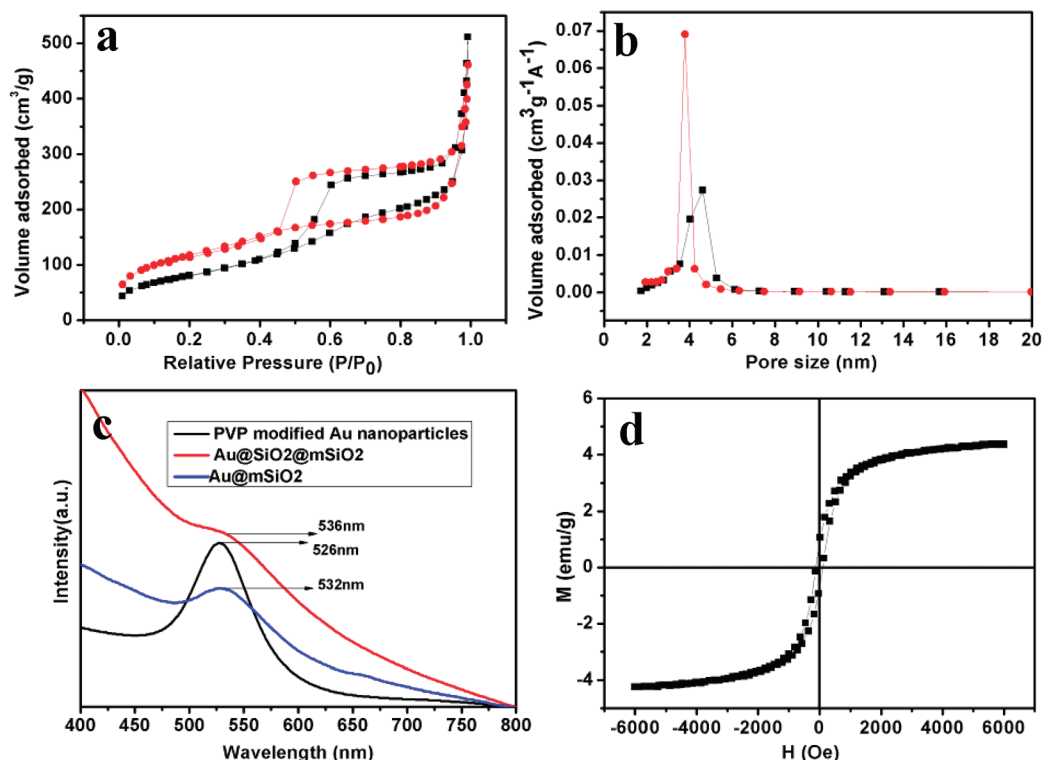 a
Volume adsorbed (cm³/g)
500
400
300
200
100
0
0.0 0.2 0.4 0.6 0.8 1.0
Relative Pressure (P/P₀)
b
Volume adsorbed (cm³g⁻¹A⁻¹)
0.07
0.06
0.05
0.04
0.03
0.02
0.01
0.00
2 4 6 8 10 12 14 16 18 20
Pore size (nm)
c
PVP modified Au nanoparticles
Au@SiO2@mSiO2
Au@mSiO2
536nm
526nm
532nm
Intensity(a.u.)
400 450 500 550 600 650 700 750 800
Wavelength (nm)
d
M (emu/g)
6
4
2
0
-2
-4
-6000 -4000 -2000 0 2000 4000 6000
H (Oe)